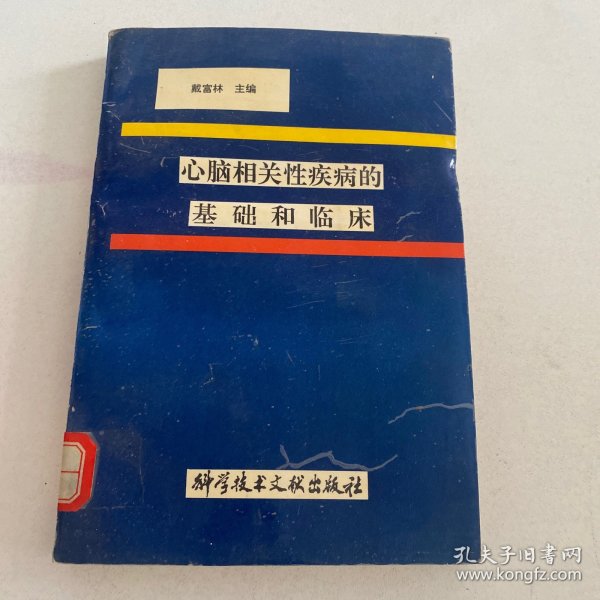 戴富林 主编
心脑相关性疾病的
基础和临床
科学技术文献出版社
孔夫子旧书网
www.kongfz.com